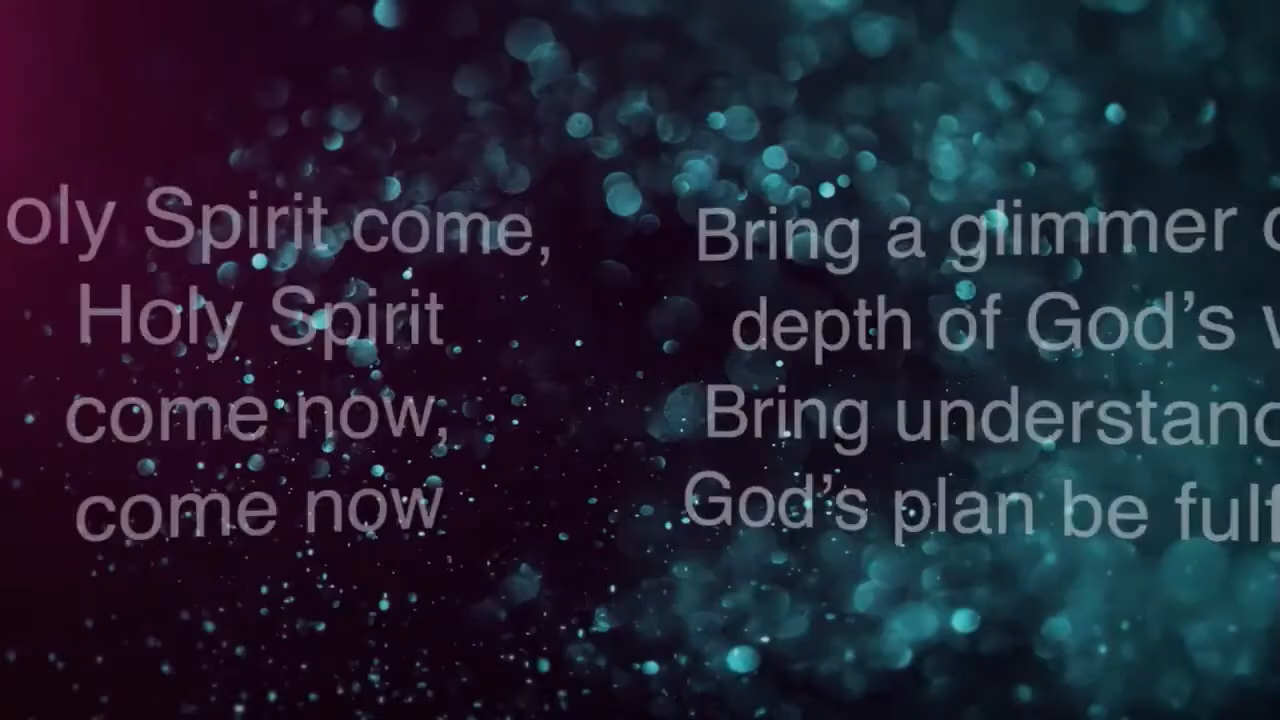 oly Spirit come,
Holy Spirit
come now,
come now
Bring a glimmer
depth of God's
Bring understand
God's plan be